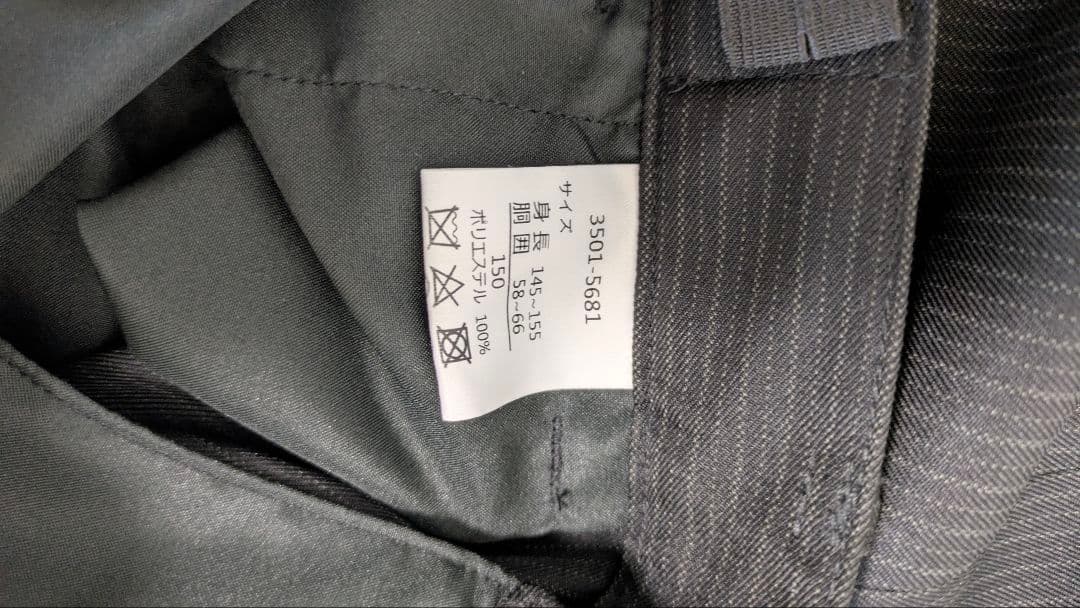 3501-5681
サイズ
身長 145~155
胴囲 58~66
150
ポリエステル 100%